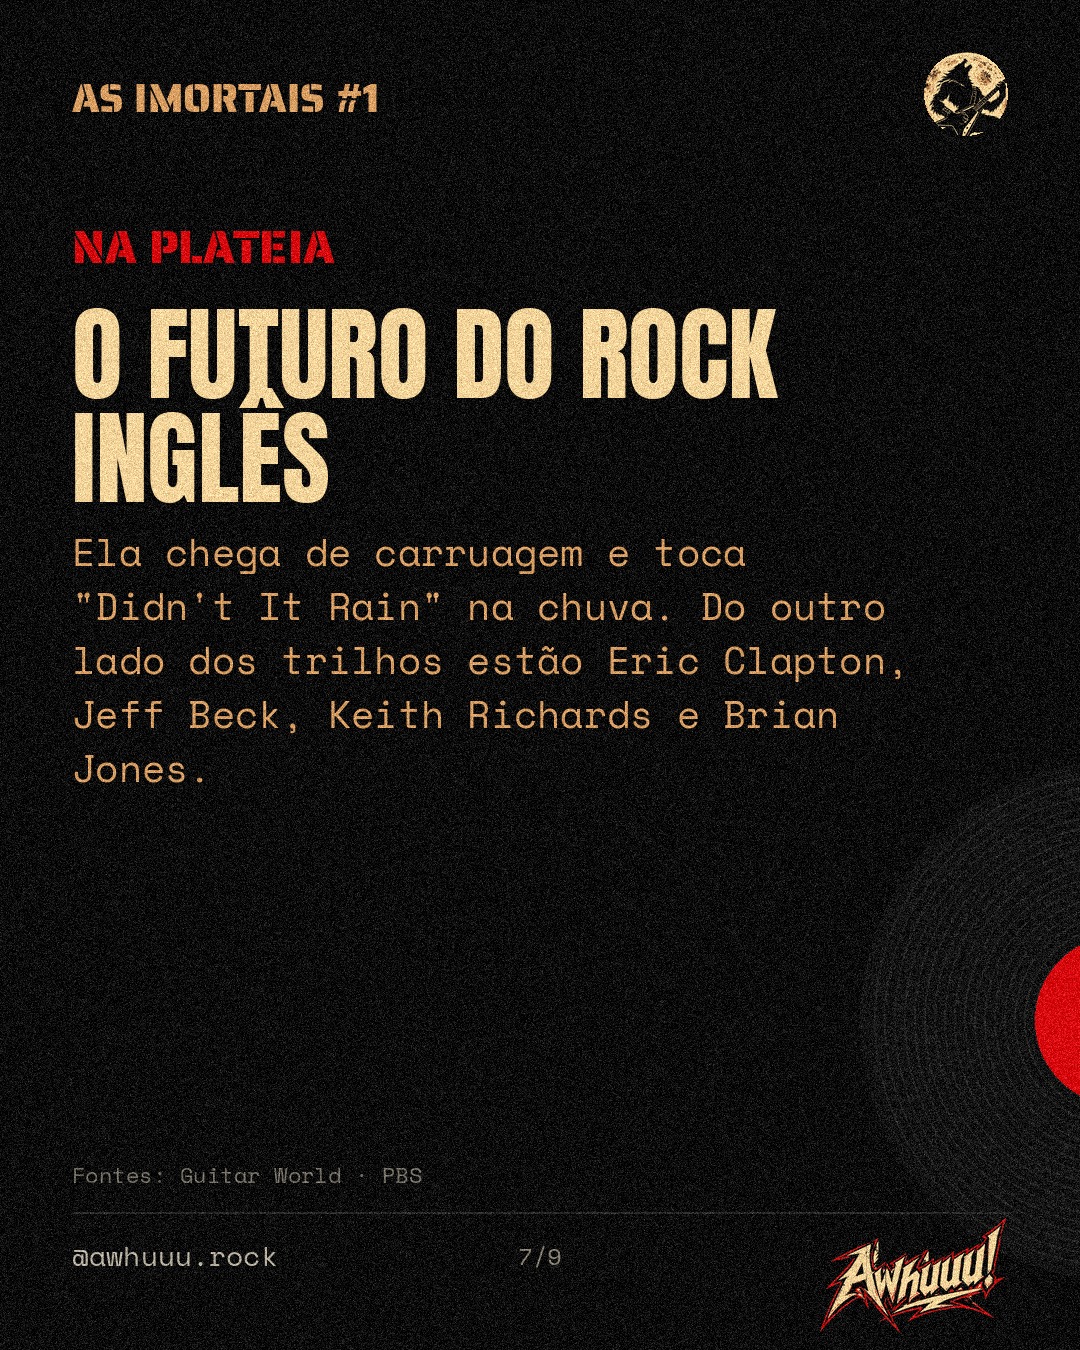 AS IMORTAIS #1
NA PLATEIA
O FUTURO DO ROCK
INGLÊS
Ela chega de carruagem e toca
"Didn't It Rain" na chuva. Do outro
lado dos trilhos estão Eric Clapton,
Jeff Beck, Keith Richards e Brian
Jones.
Fontes: Guitar World · PBS
@awhuuu.rock
7/9
Awhuuu!